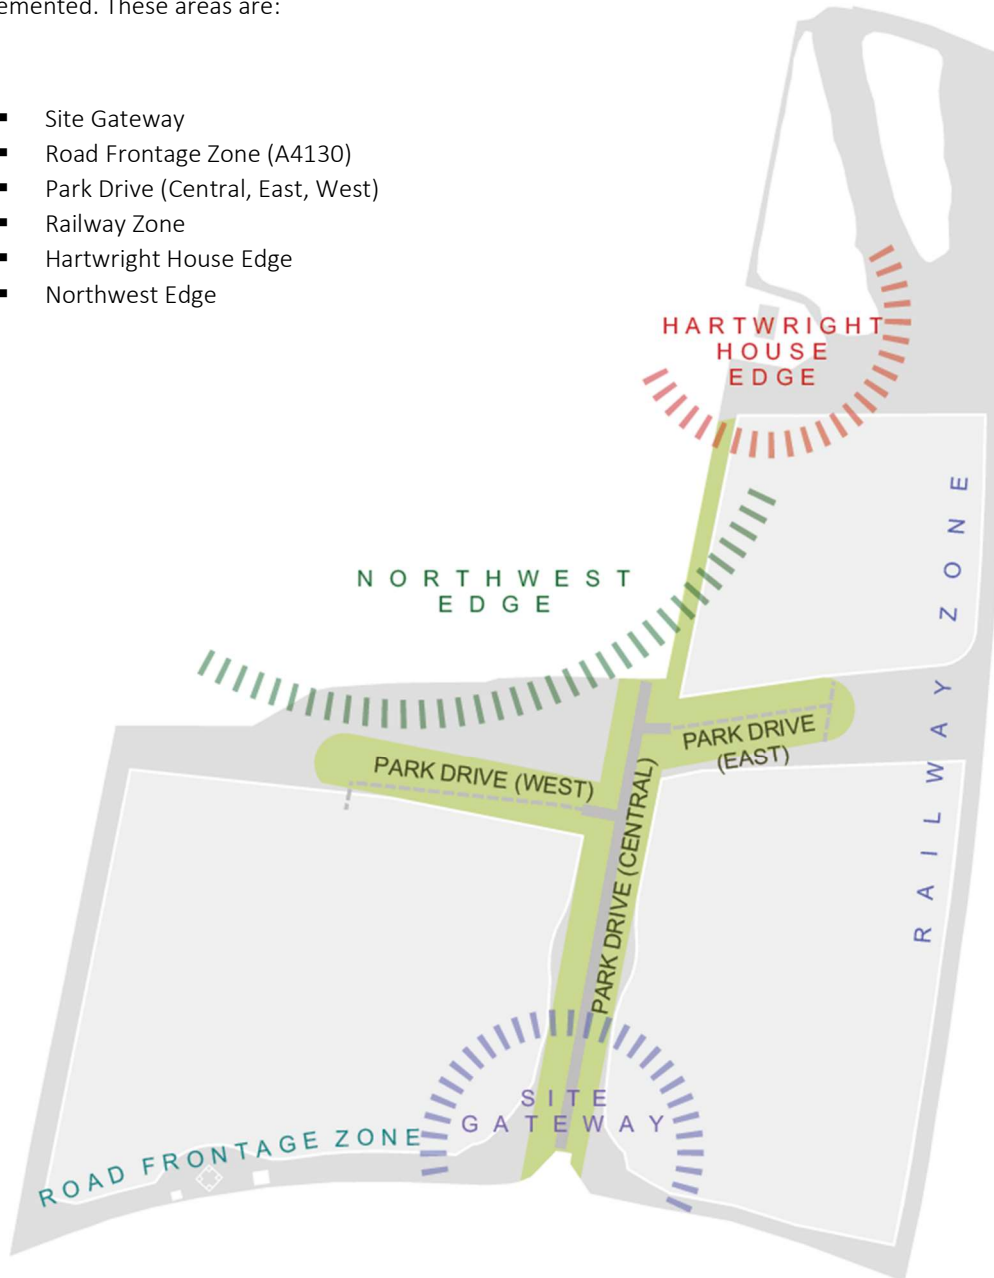 emented. These areas are:
▪ Site Gateway
▪ Road Frontage Zone (A4130)
▪ Park Drive (Central, East, West)
▪ Railway Zone
▪ Hartwright House Edge
▪ Northwest Edge
HARTWRIGHT
HOUSE
EDGE
RAILWAY ZONE
NORTHWEST
EDGE
PARK DRIVE
(EAST)
PARK DRIVE (WEST)
PARK DRIVE (CENTRAL)
SITE
GATEWAY
ROAD FRONTAGE ZONE